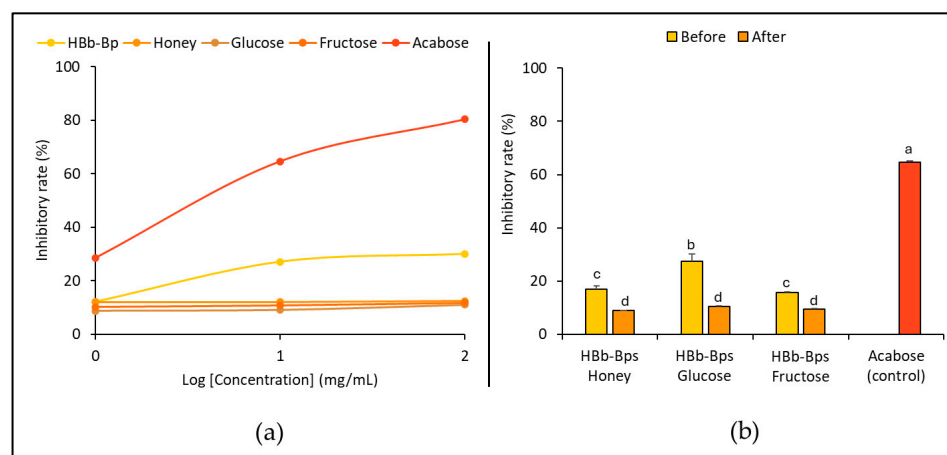 HBb-Bp Honey Glucose Fructose Acabose
100
80
60
40
20
0
Inhibitory rate (%)
0 1 2
Log [Concentration] (mg/mL)
(a)
Before After
100
80
60
40
20
0
Inhibitory rate (%)
c d b d c d a
HBb-Bps HBb-Bps HBb-Bps Acabose
Honey Glucose Fructose (control)
(b)